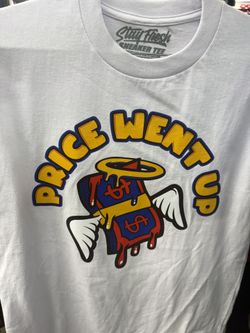 Stay Fresh
SNEAKER TEE
PRICE WENT UP
$
$